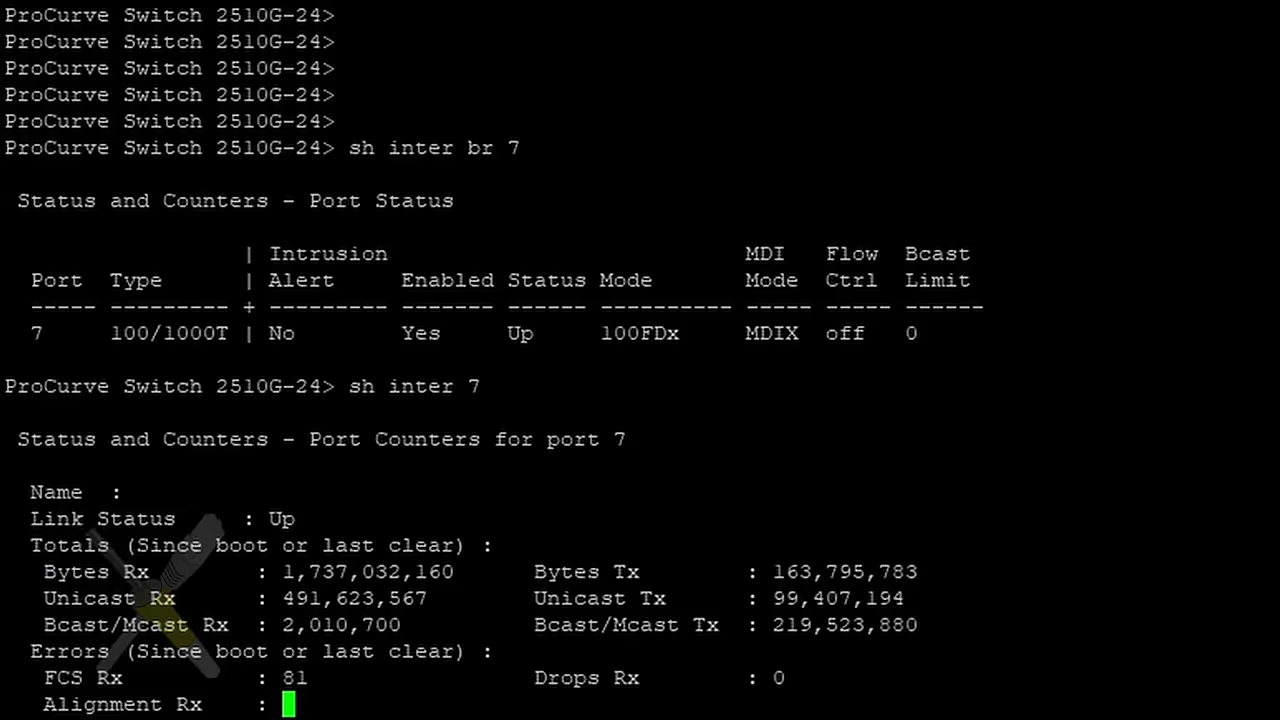 ProCurve Switch 2510G-24>
ProCurve Switch 2510G-24>
ProCurve Switch 2510G-24>
ProCurve Switch 2510G-24>
ProCurve Switch 2510G-24>
ProCurve Switch 2510G-24> sh inter br 7
Status and Counters - Port Status
| Intrusion MDI Flow Bcast
Port Type | Alert Enabled Status Mode Mode Ctrl Limit
----- --------- + --------- ------- ------ ---------- ----- ----- ------
7 100/1000T | No Yes Up 100FDx MDIX off 0
ProCurve Switch 2510G-24> sh inter 7
Status and Counters - Port Counters for port 7
Name :
Link Status : Up
Totals (Since boot or last clear) :
Bytes Rx : 1,737,032,160 Bytes Tx : 163,795,783
Unicast Rx : 491,623,567 Unicast Tx : 99,407,194
Bcast/Mcast Rx : 2,010,700 Bcast/Mcast Tx : 219,523,880
Errors (Since boot or last clear) :
FCS Rx : 81 Drops Rx : 0
Alignment Rx :